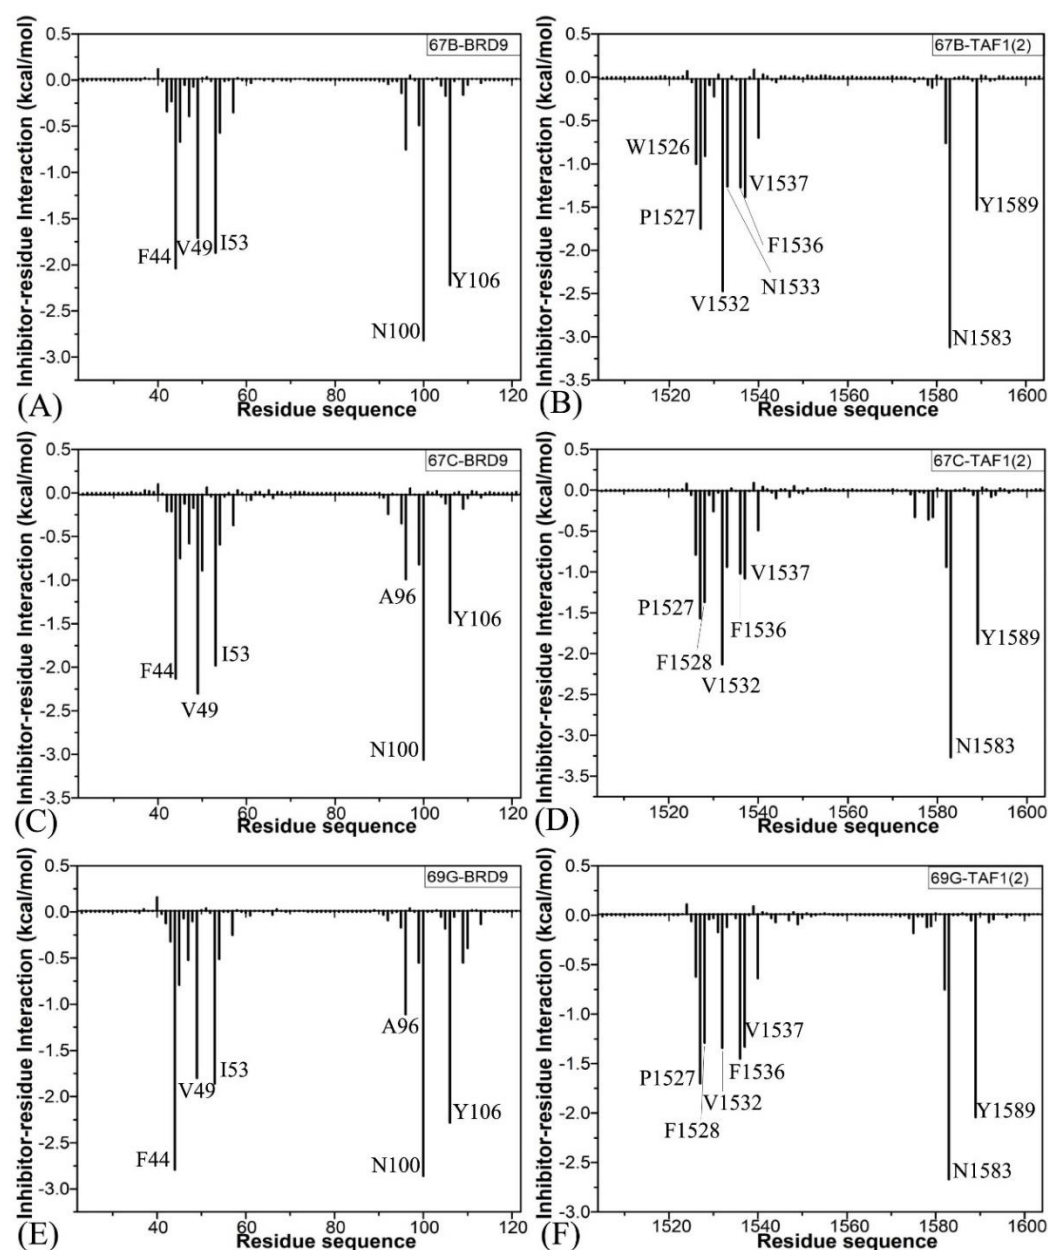 67B-BRD9
Inhibitor-residue Interaction (kcal/mol)
0.5
0.0
-0.5
-1.0
-1.5
-2.0
-2.5
-3.0
F44
V49
I53
N100
Y106
40
60
80
100
120
Residue sequence
(A)
67B-TAF1(2)
Inhibitor-residue Interaction (kcal/mol)
0.5
0.0
-0.5
-1.0
-1.5
-2.0
-2.5
-3.0
-3.5
W1526
P1527
V1532
V1537
F1536
N1533
Y1589
N1583
1520
1540
1560
1580
1600
Residue sequence
(B)
67C-BRD9
Inhibitor-residue Interaction (kcal/mol)
0.5
0.0
-0.5
-1.0
-1.5
-2.0
-2.5
-3.0
-3.5
F44
V49
I53
A96
N100
Y106
40
60
80
100
120
Residue sequence
(C)
67C-TAF1(2)
Inhibitor-residue Interaction (kcal/mol)
0.5
0.0
-0.5
-1.0
-1.5
-2.0
-2.5
-3.0
-3.5
P1527
F1528
V1532
V1537
F1536
Y1589
N1583
1520
1540
1560
1580
1600
Residue sequence
(D)
69G-BRD9
Inhibitor-residue Interaction (kcal/mol)
0.5
0.0
-0.5
-1.0
-1.5
-2.0
-2.5
-3.0
F44
V49
I53
A96
N100
Y106
40
60
80
100
120
Residue sequence
(E)
69G-TAF1(2)
Inhibitor-residue Interaction (kcal/mol)
0.5
0.0
-0.5
-1.0
-1.5
-2.0
-2.5
-3.0
P1527
F1528
V1532
V1537
F1536
Y1589
N1583
1520
1540
1560
1580
1600
Residue sequence
(F)